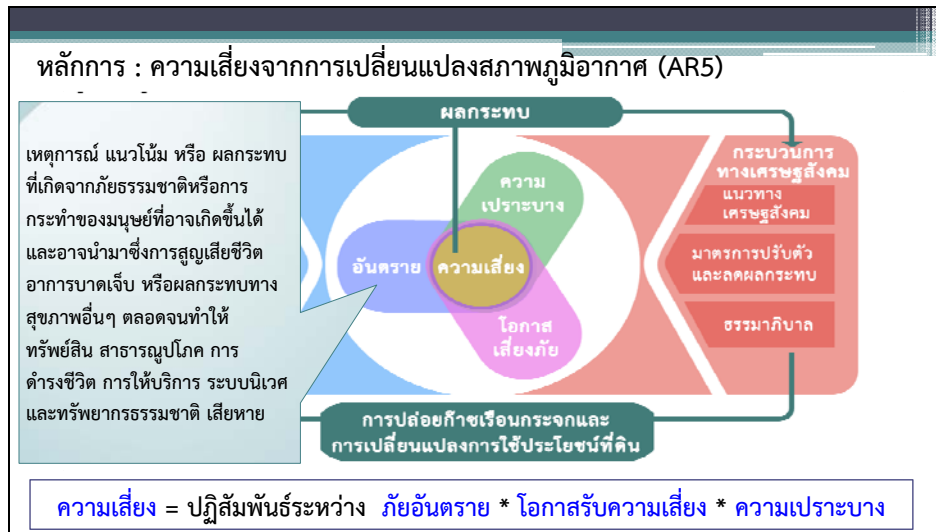 หลักการ : ความเสี่ยงจากการเปลี่ยนแปลงสภาพภูมิอากาศ (AR5)
ผลกระทบ
เหตุการณ์ แนวโน้ม หรือ ผลกระทบ
ที่เกิดจากภัยธรรมชาติหรือการ
กระทำของมนุษย์ที่อาจเกิดขึ้นได้
และอาจนำมาซึ่งการสูญเสียชีวิต
อาการบาดเจ็บ หรือผลกระทบทาง
สุขภาพอื่นๆ ตลอดจนทำให้
ทรัพย์สิน สาธารณูปโภค การ
ดำรงชีวิต การให้บริการ ระบบนิเวศ
และทรัพยากรธรรมชาติ เสียหาย
ความ
เปราะบาง
อันตราย
ความเสี่ยง
โอกาส
เสี่ยงภัย
กระบวนการ
ทางเศรษฐสังคม
แนวทาง
เศรษฐสังคม
มาตรการปรับตัว
และลดผลกระทบ
ธรรมาภิบาล
การปล่อยก๊าซเรือนกระจกและ
การเปลี่ยนแปลงการใช้ประโยชน์ที่ดิน
ความเสี่ยง = ปฏิสัมพันธ์ระหว่าง ภัยอันตราย * โอกาสรับความเสี่ยง * ความเปราะบาง